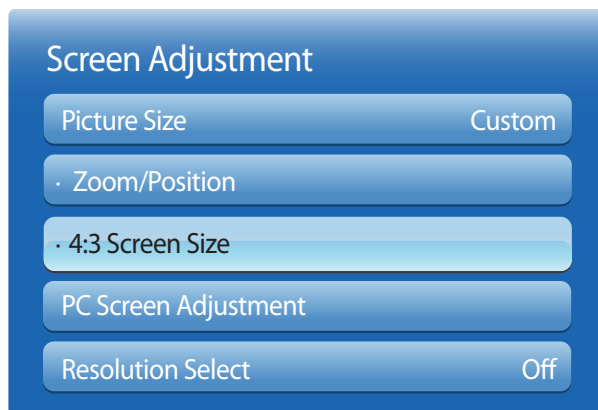 Screen Adjustment
Picture Size Custom
· Zoom/Position
· 4:3 Screen Size
PC Screen Adjustment
Resolution Select Off